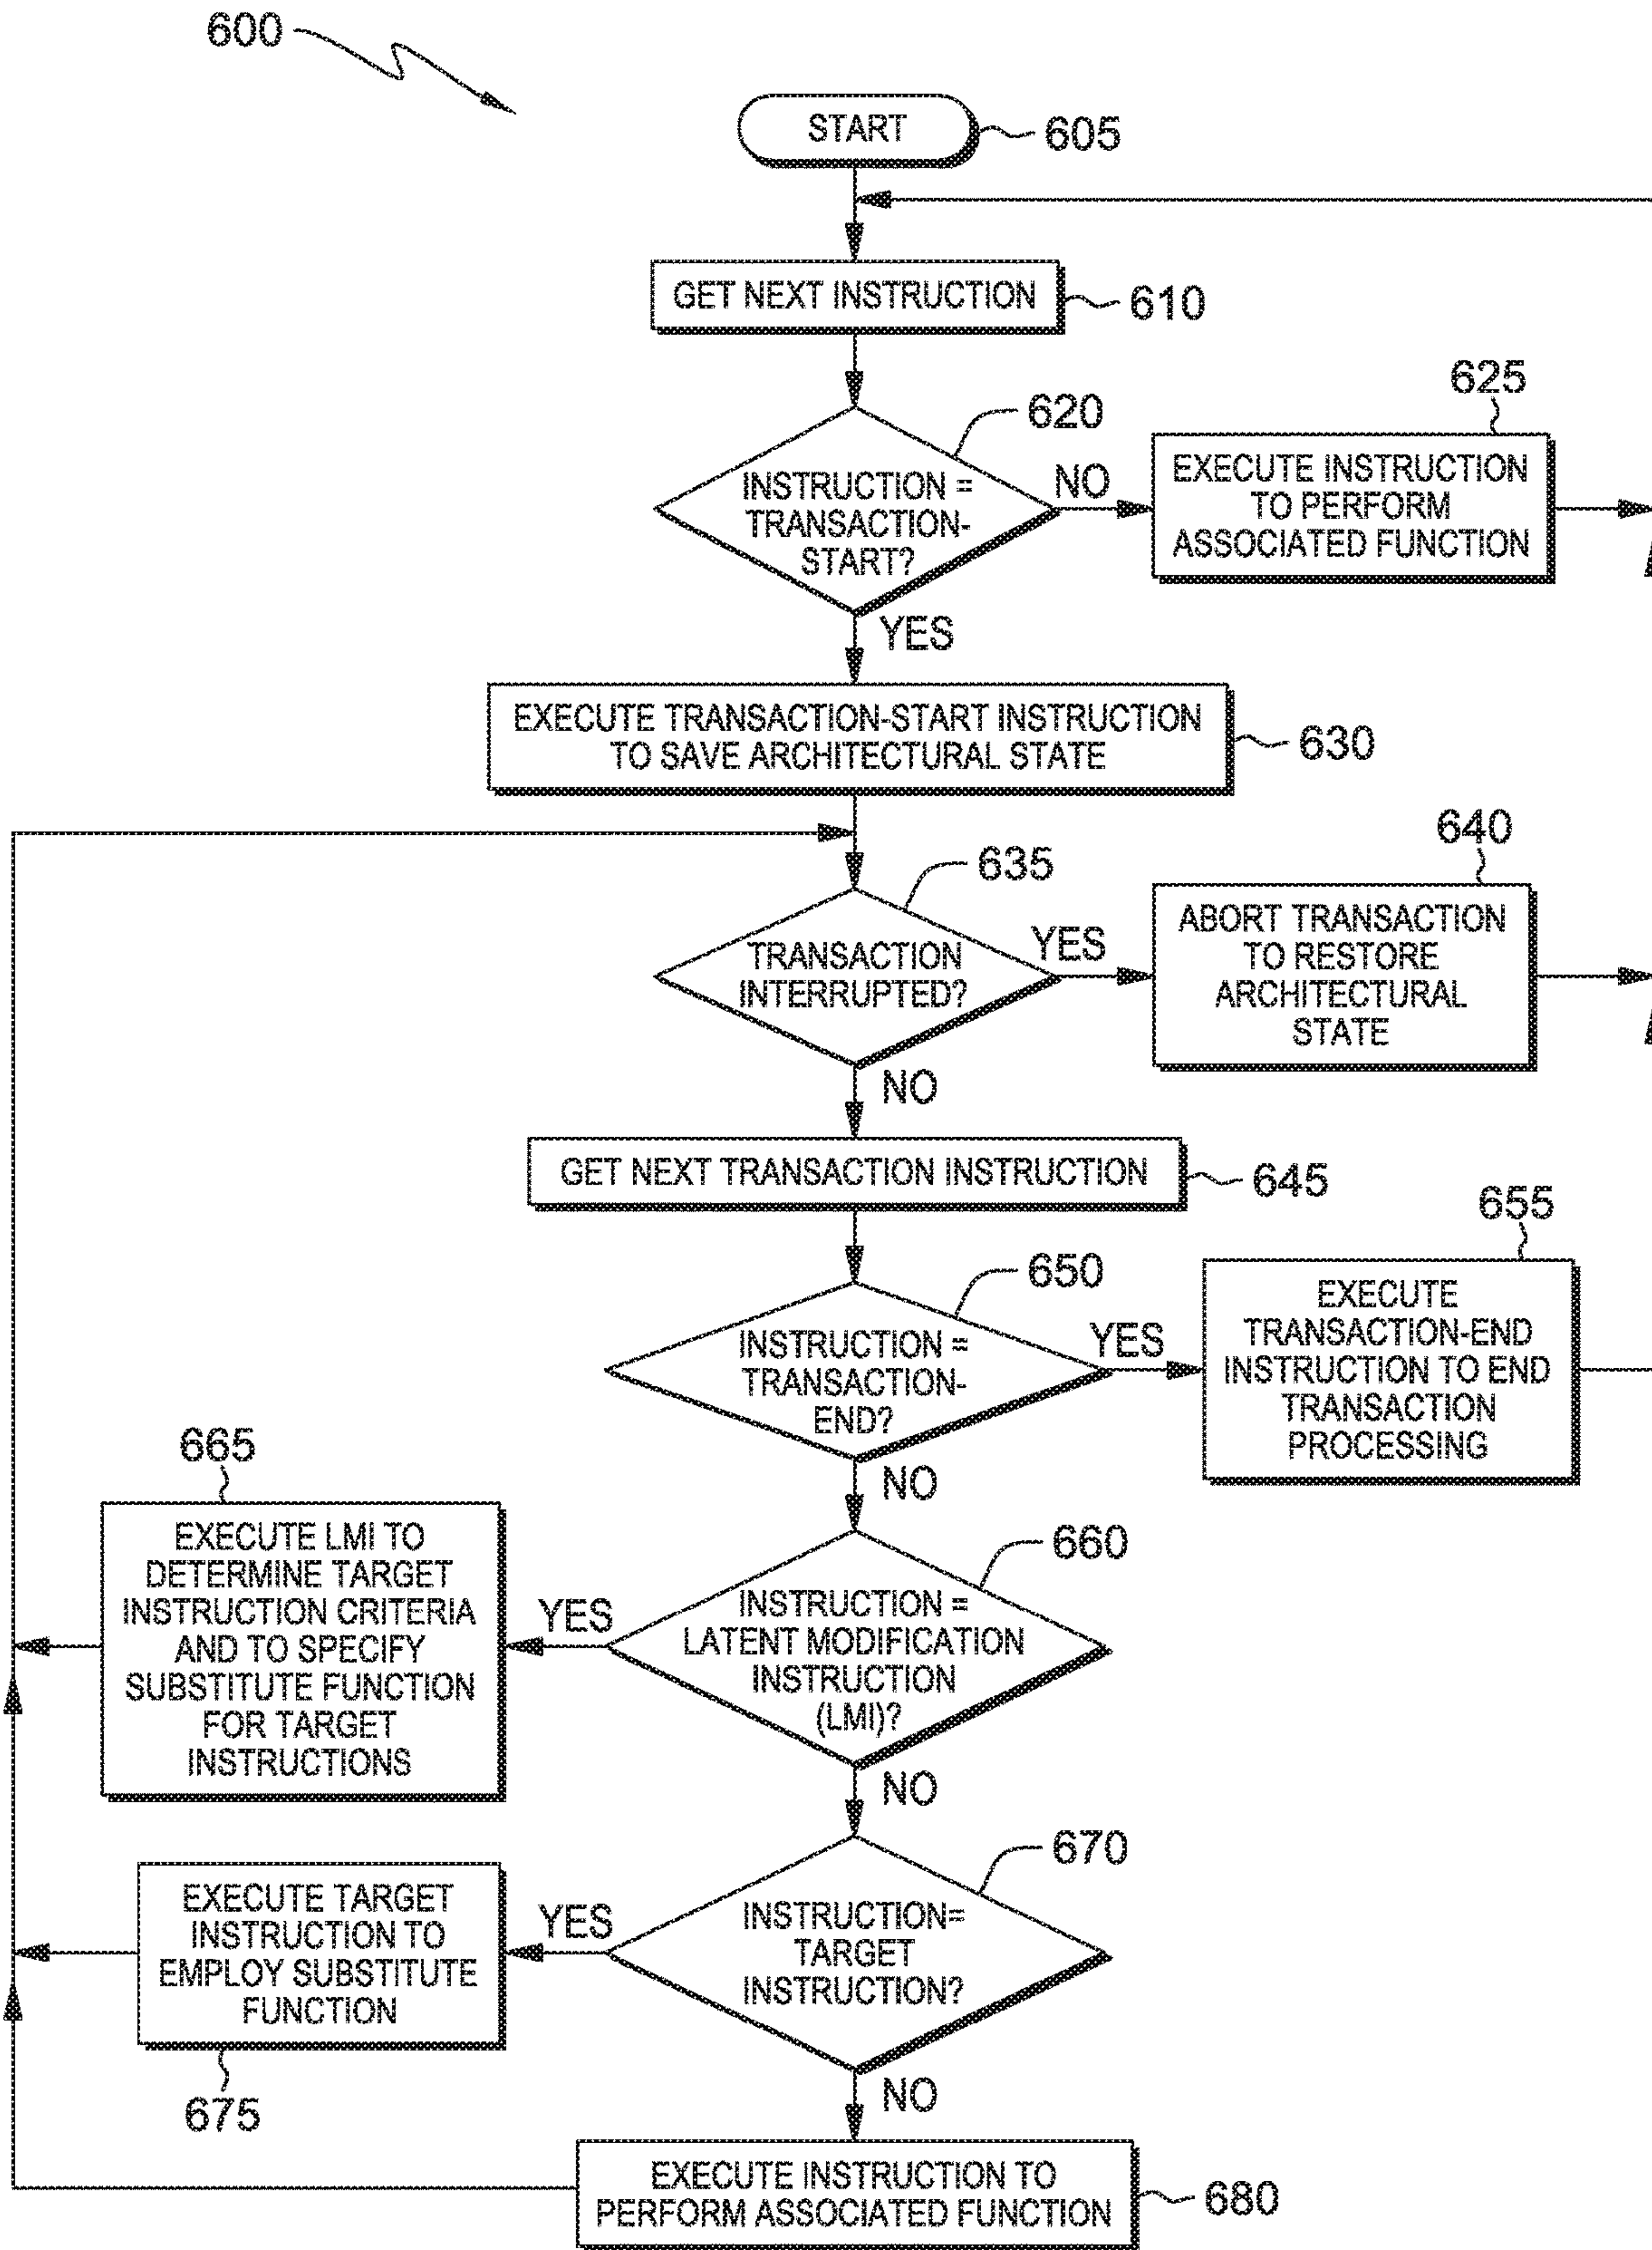 600
START
605
GET NEXT INSTRUCTION
610
620
625
INSTRUCTION =
TRANSACTION-
START?
NO
EXECUTE INSTRUCTION
TO PERFORM
ASSOCIATED FUNCTION
YES
EXECUTE TRANSACTION-START INSTRUCTION
TO SAVE ARCHITECTURAL STATE
630
635
640
TRANSACTION
INTERRUPTED?
YES
ABORT TRANSACTION
TO RESTORE
ARCHITECTURAL
STATE
NO
GET NEXT TRANSACTION INSTRUCTION
645
650
655
INSTRUCTION =
TRANSACTION-
END?
YES
EXECUTE
TRANSACTION-END
INSTRUCTION TO END
TRANSACTION
PROCESSING
NO
660
665
INSTRUCTION =
LATENT MODIFICATION
INSTRUCTION
(LMI)?
YES
EXECUTE LMI TO
DETERMINE TARGET
INSTRUCTION CRITERIA
AND TO SPECIFY
SUBSTITUTE FUNCTION
FOR TARGET
INSTRUCTIONS
NO
670
INSTRUCTION=
TARGET
INSTRUCTION?
YES
EXECUTE TARGET
INSTRUCTION TO
EMPLOY SUBSTITUTE
FUNCTION
675
NO
EXECUTE INSTRUCTION TO
PERFORM ASSOCIATED FUNCTION
680